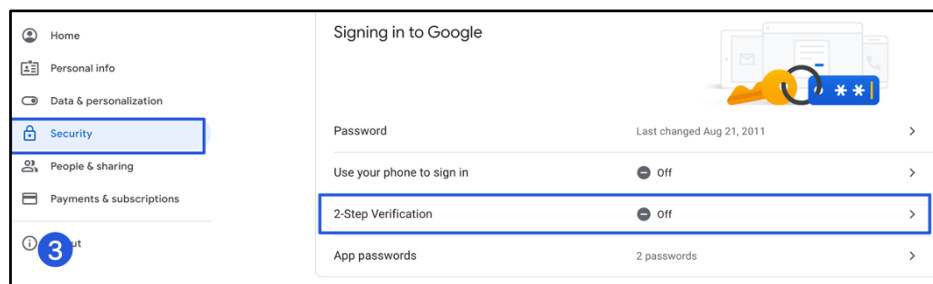 Home
Personal info
Data & personalization
Security
People & sharing
Payments & subscriptions
3 ut
Signing in to Google
**|
Password Last changed Aug 21, 2011
Use your phone to sign in Off
2-Step Verification Off
App passwords 2 passwords